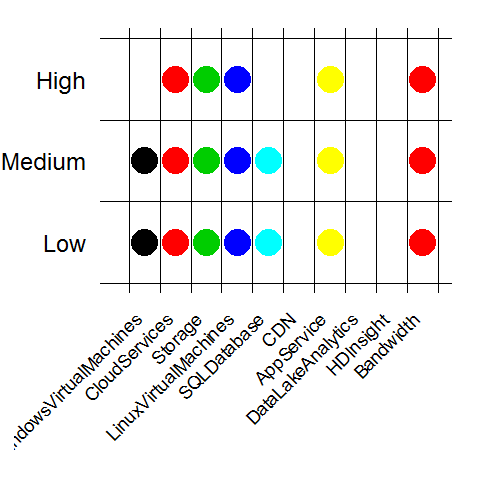 High
Medium
Low
ndowsVirtualMachines
CloudServices
Storage
LinuxVirtualMachines
SQLDatabase
CDN
AppService
DataLakeAnalytics
HDInsight
Bandwidth